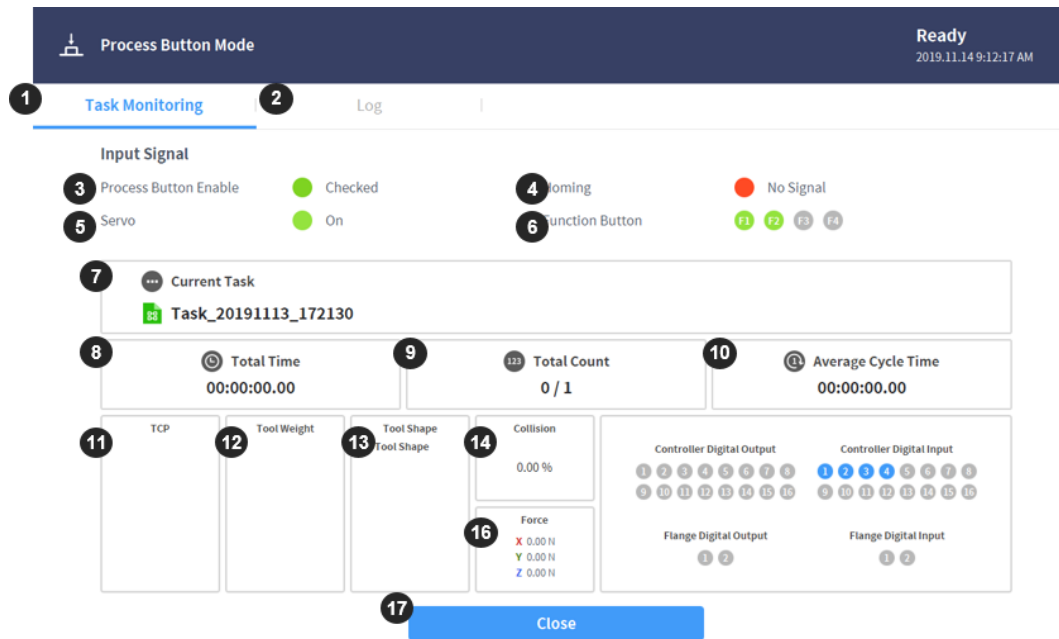 Process Button Mode
Ready
2019.11.14 9:12:17 AM
1 Task Monitoring
2 Log
Input Signal
3 Process Button Enable Checked
4 oming No Signal
5 Servo On
6 unction Button F1 F2 F3 F4
7 Current Task
Task_20191113_172130
8 Total Time
00:00:00.00
9 123 Total Count
0 / 1
10 1 Average Cycle Time
00:00:00.00
11 TCP
12 Tool Weight
13 Tool Shape
Tool Shape
14 Collision
0.00 %
16 Force
X 0.00 N
Y 0.00 N
Z 0.00 N
Controller Digital Output
1 2 3 4 5 6 7 8
9 10 11 12 13 14 15 16
Controller Digital Input
1 2 3 4 5 6 7 8
9 10 11 12 13 14 15 16
Flange Digital Output
1 2
Flange Digital Input
1 2
17 Close